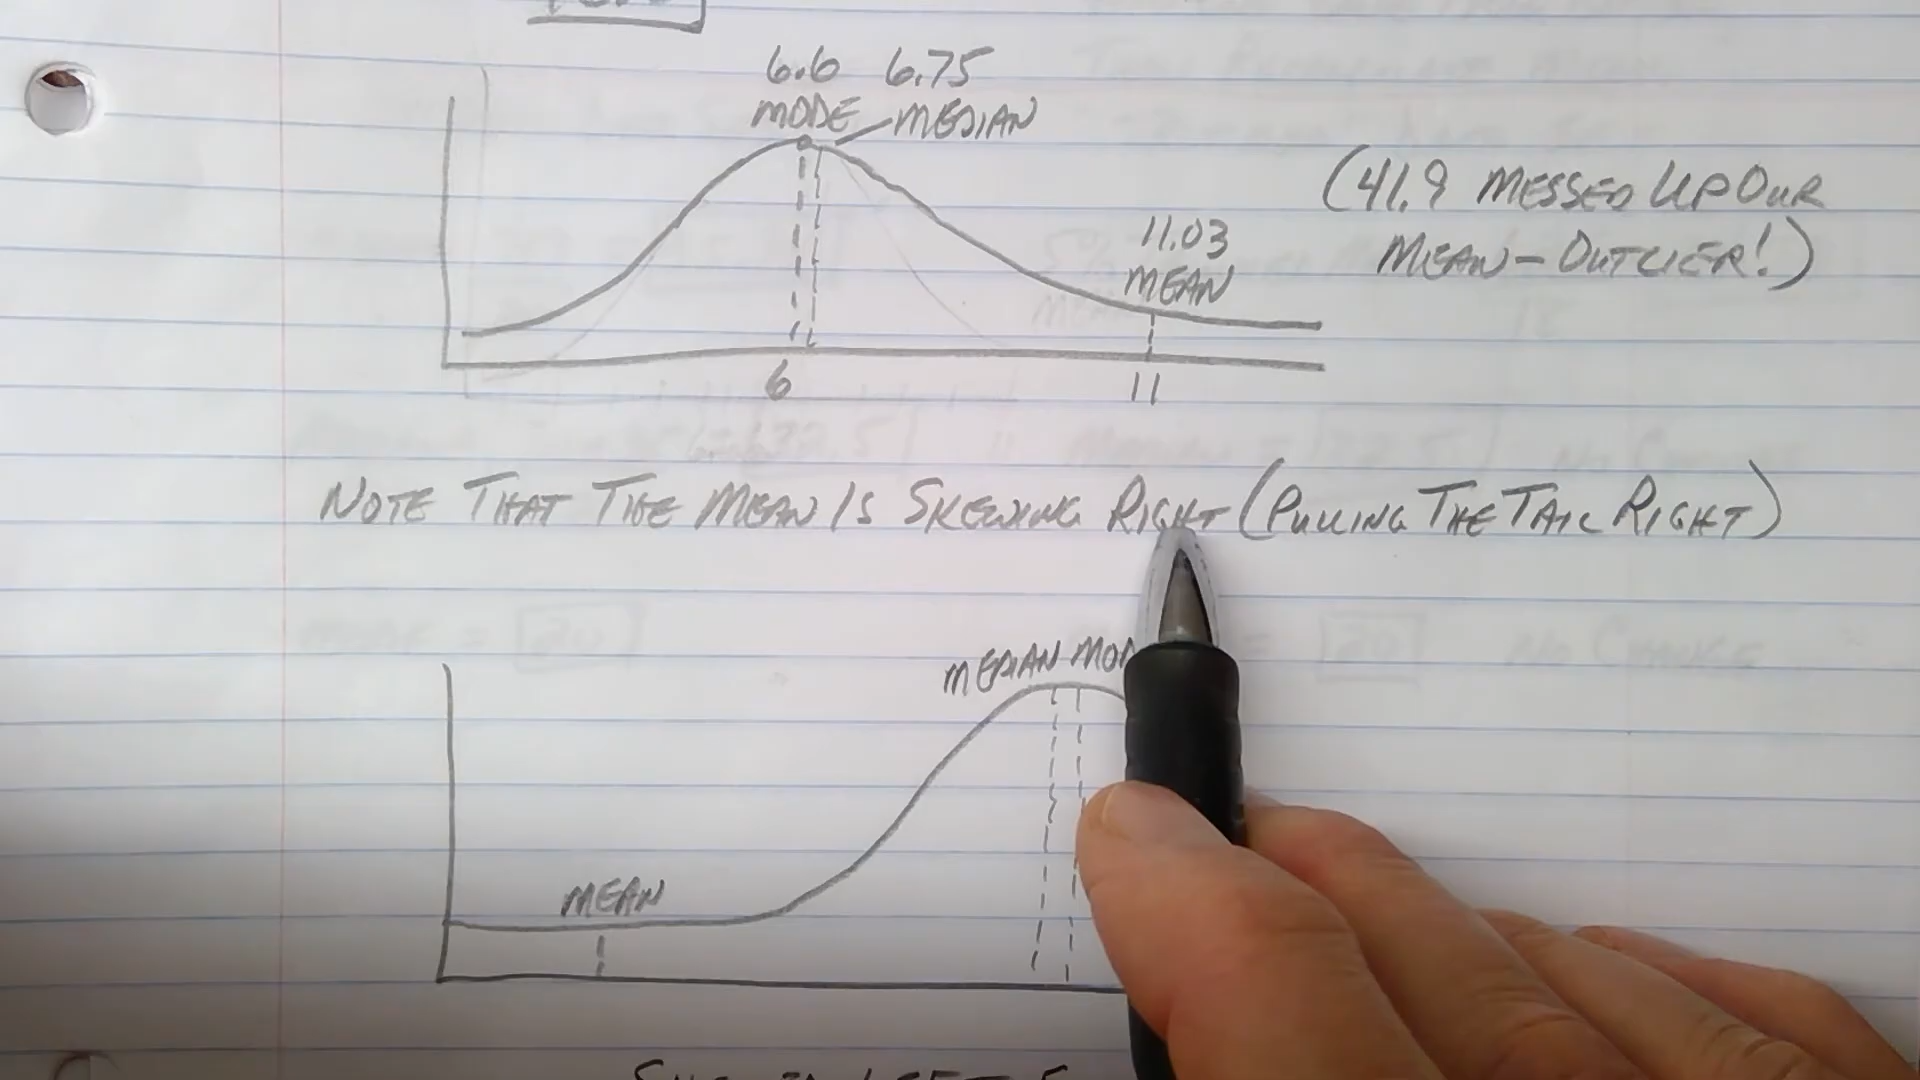 6.6 6.75
MODE MEDIAN
(41.9 MESSED UP OUR
MEAN - OUTLIER!)
11.03
MEAN
6 11
NOTE THAT THE MEAN IS SKEWING RIGHT (PULLING THE TAIL RIGHT)
MEDIAN MOD
MEAN